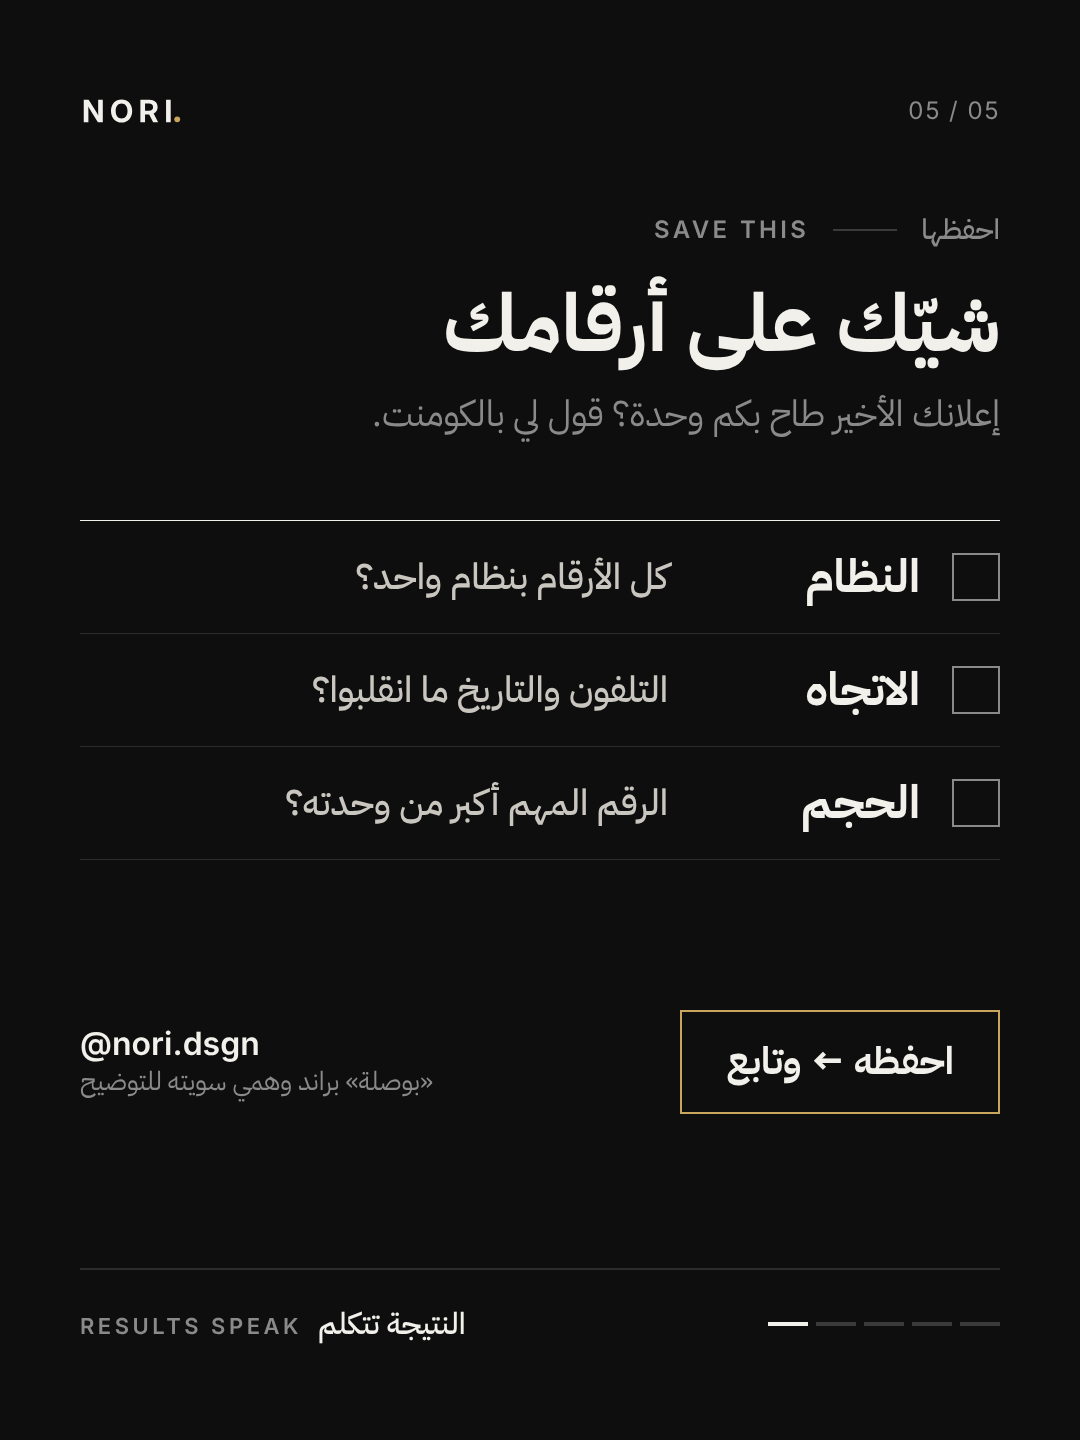 NORI.
05 / 05
احفظها — SAVE THIS
شيّك على أرقامك
إعلانك الأخير طاح بكم وحدة؟ قول لي بالكومنت.
النظام كل الأرقام بنظام واحد؟
الاتجاه التلفون والتاريخ ما انقلبوا؟
الحجم الرقم المهم أكبر من وحدته؟
احفظه ← وتابع
@nori.dsgn
«بوصلة» براند وهمي سويته للتوضيح
RESULTS SPEAK النتيجة تتكلم